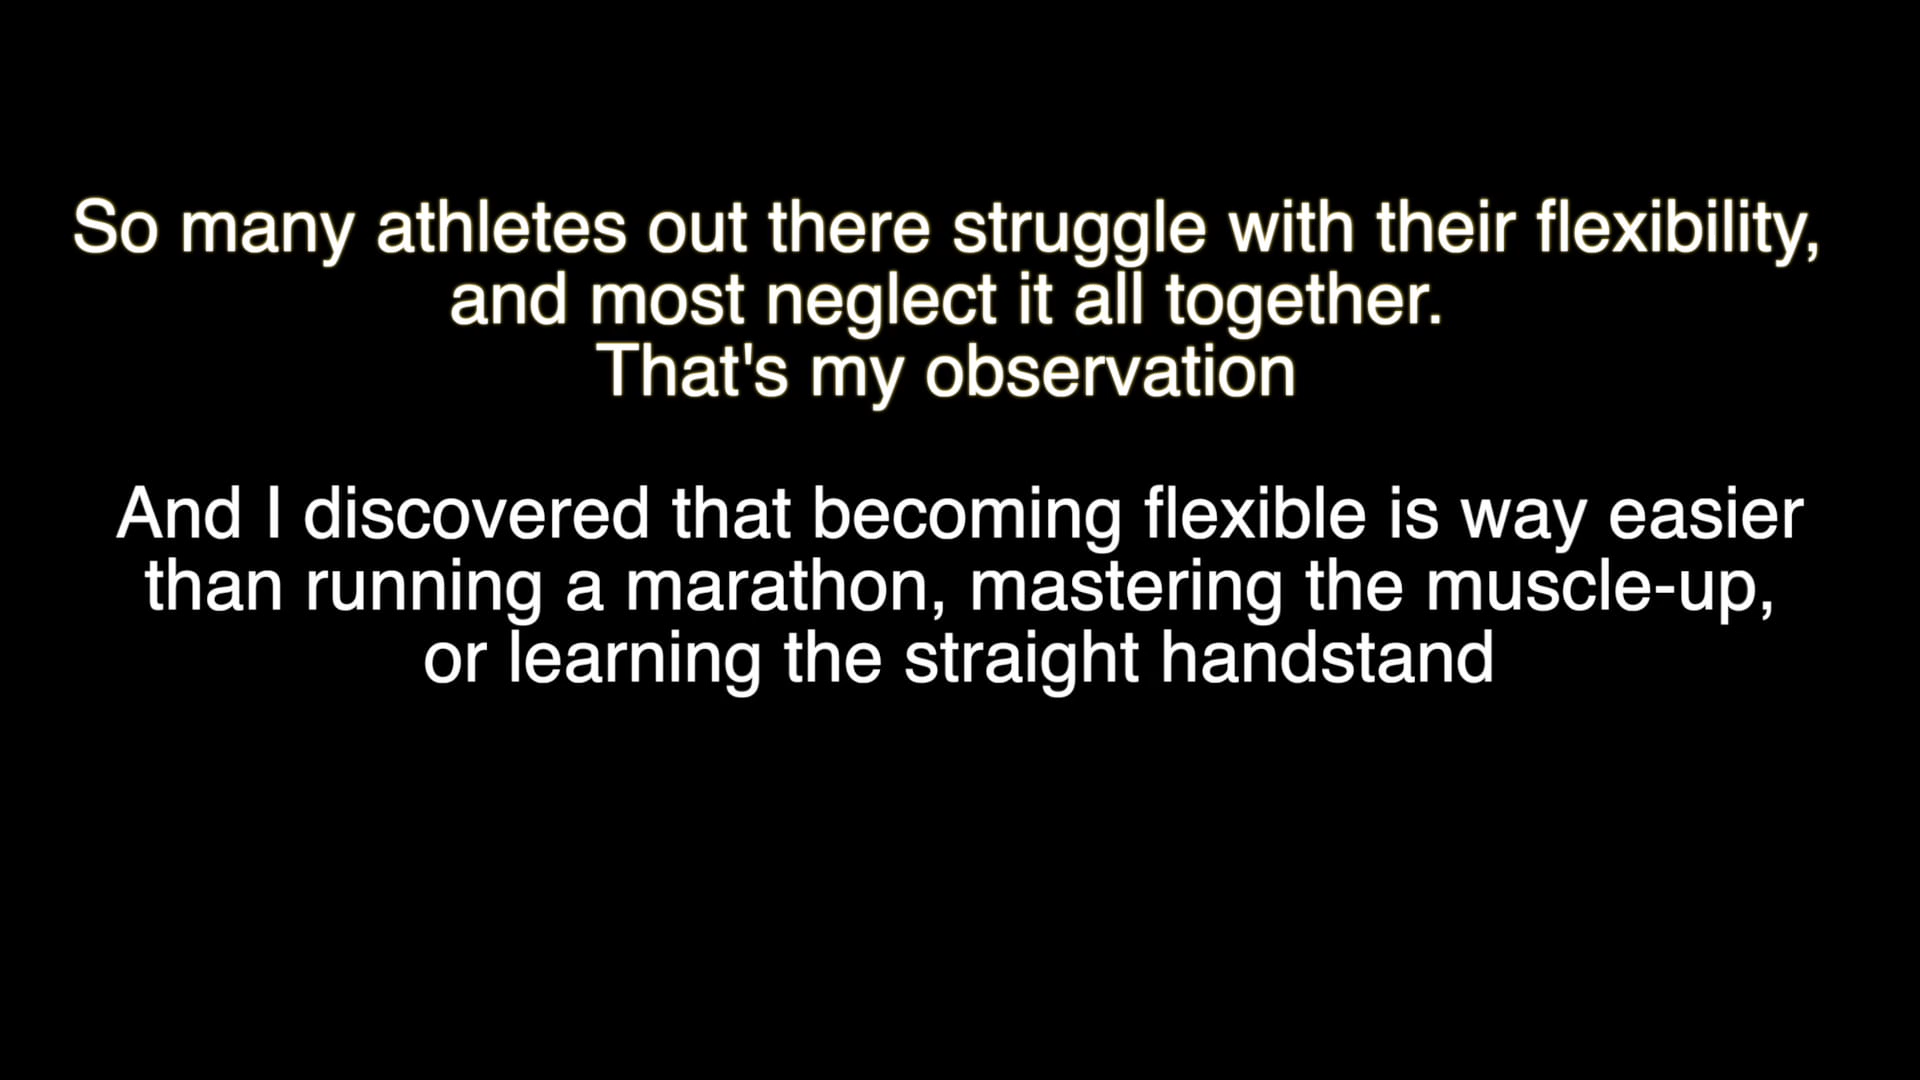 So many athletes out there struggle with their flexibility,
and most neglect it all together.
That's my observation
And I discovered that becoming flexible is way easier
than running a marathon, mastering the muscle-up,
or learning the straight handstand